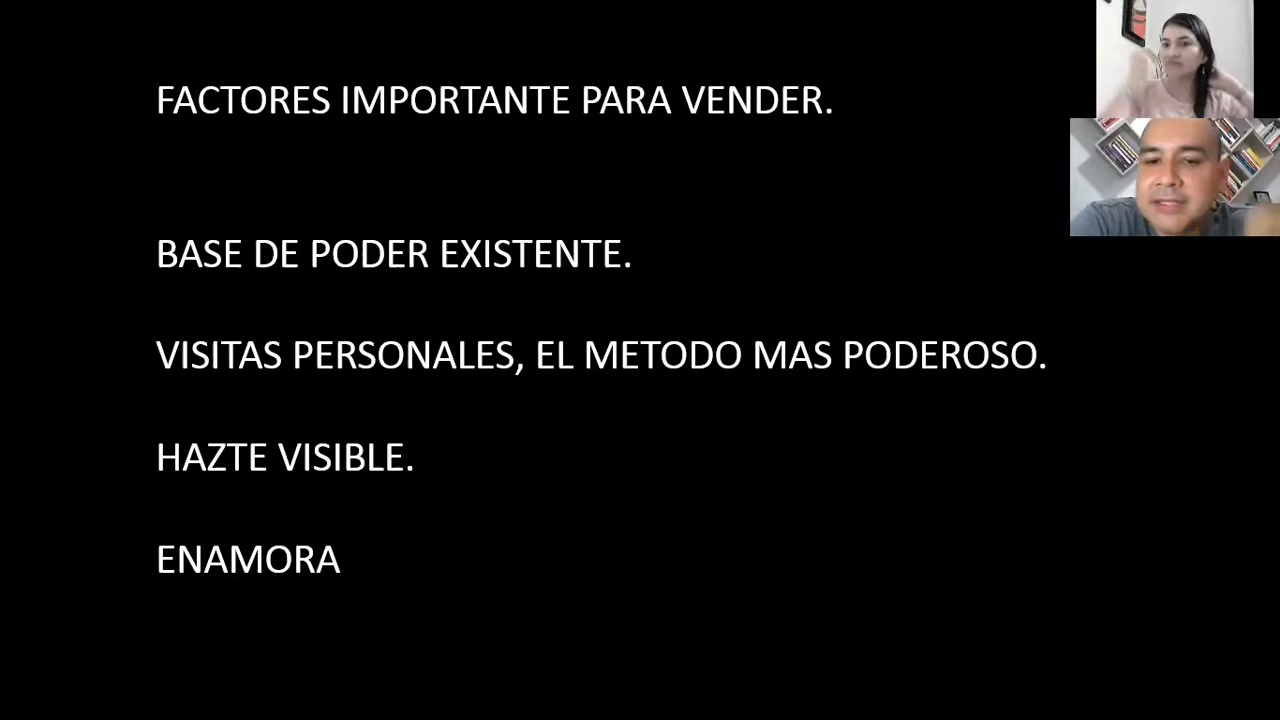 FACTORES IMPORTANTE PARA VENDER.
BASE DE PODER EXISTENTE.
VISITAS PERSONALES, EL METODO MAS PODEROSO.
HAZTE VISIBLE.
ENAMORA